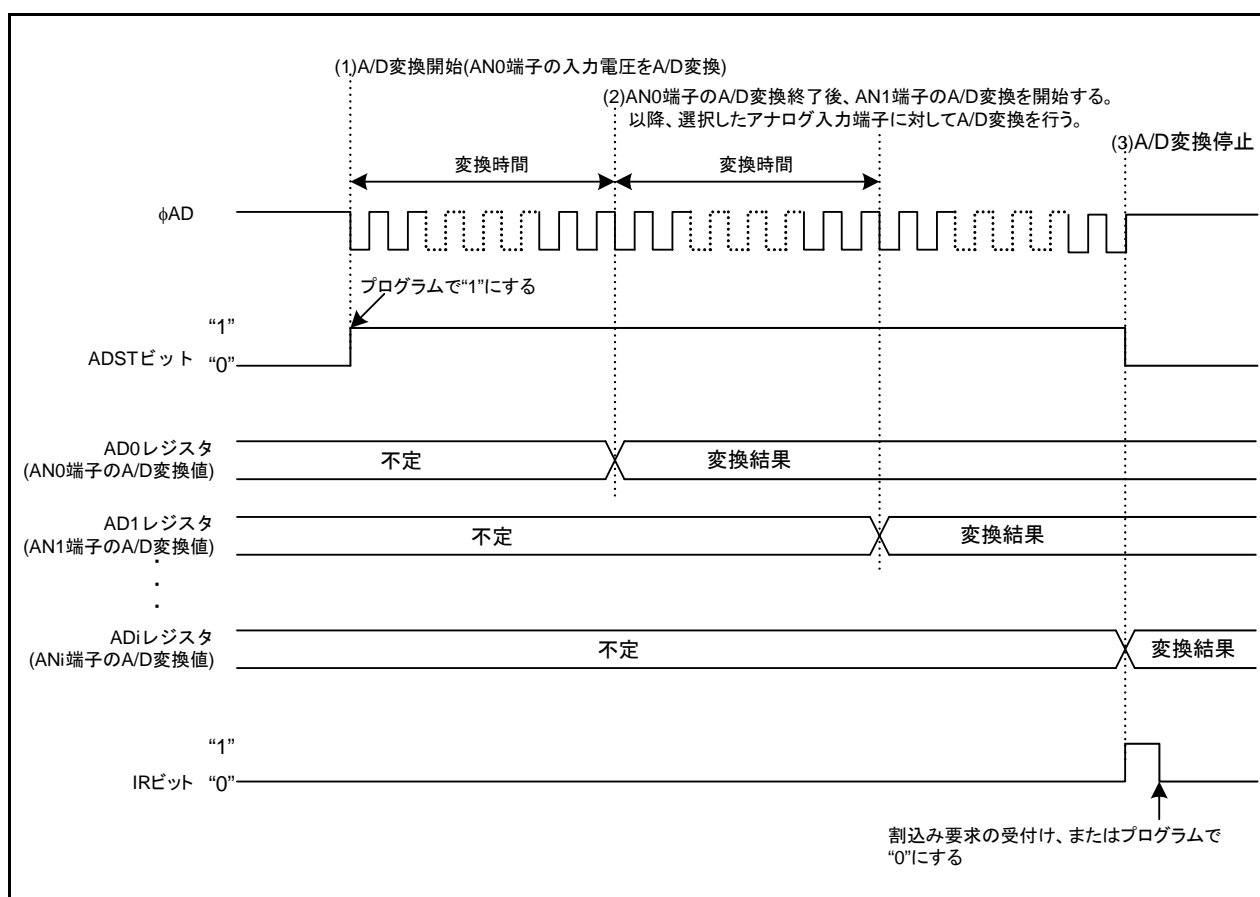 (1)A/D変換開始(AN0端子の入力電圧をA/D変換)
(2)AN0端子のA/D変換終了後、AN1端子のA/D変換を開始する。
以降、選択したアナログ入力端子に対してA/D変換を行う。
(3)A/D変換停止
変換時間
変換時間
φAD
プログラムで“1”にする
“1”
ADSTビット “0”
AD0レジスタ
(AN0端子のA/D変換値)
不定
変換結果
AD1レジスタ
(AN1端子のA/D変換値)
不定
変換結果
・
・
・
ADiレジスタ
(ANi端子のA/D変換値)
不定
変換結果
“1”
IRビット “0”
割込み要求の受付け、またはプログラムで
“0”にする